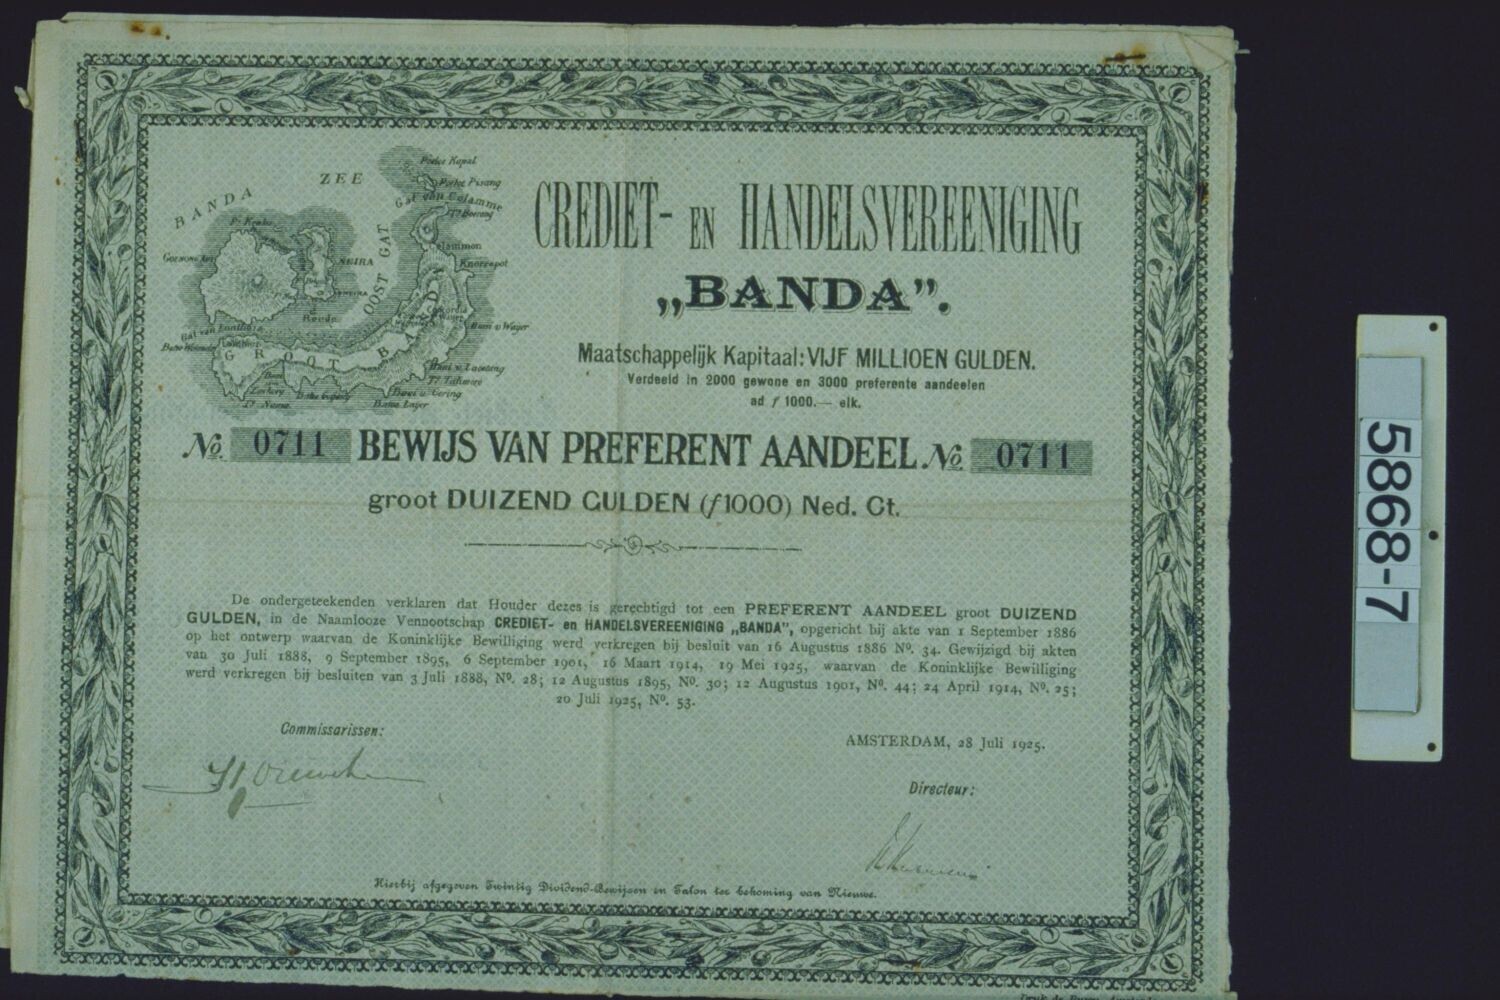 BANDA ZEE
Poeloe Pisang
OOST GAT
NEIRA
GROOT B
CREDIET- EN HANDELSVEREENIGING
„BANDA”.
Maatschappelijk Kapitaal: VIJF MILLIOEN GULDEN.
Verdeeld in 2000 gewone en 3000 preferente aandeelen
ad ƒ 1000.— elk.
No. 0711 BEWIJS VAN PREFERENT AANDEEL. No. 0711
groot DUIZEND GULDEN (ƒ1000) Ned. Ct.
De ondergeteekenden verklaren dat Houder dezes is gerechtigd tot een PREFERENT AANDEEL groot DUIZEND
GULDEN, in de Naamlooze Vennootschap CREDIET- en HANDELSVEREENIGING „BANDA”, opgericht bij akte van 1 September 1886
op het ontwerp waarvan de Koninklijke Bewilliging werd verkregen bij besluit van 16 Augustus 1886 No. 34. Gewijzigd bij akten
van 30 Juli 1888, 9 September 1895, 6 September 1901, 16 Maart 1914, 19 Mei 1925, waarvan de Koninklijke Bewilliging
werd verkregen bij besluiten van 3 Juli 1888, No. 28; 12 Augustus 1895, No. 30; 12 Augustus 1901, No. 44; 24 April 1914, No. 25;
20 Juli 1925, No. 53.
Commissarissen:
AMSTERDAM, 28 Juli 1925.
Directeur:
Hierbij afgegeven Twintig Dividend-Bewijzen en Talon ter bekoming van Nieuwe.
5868-7